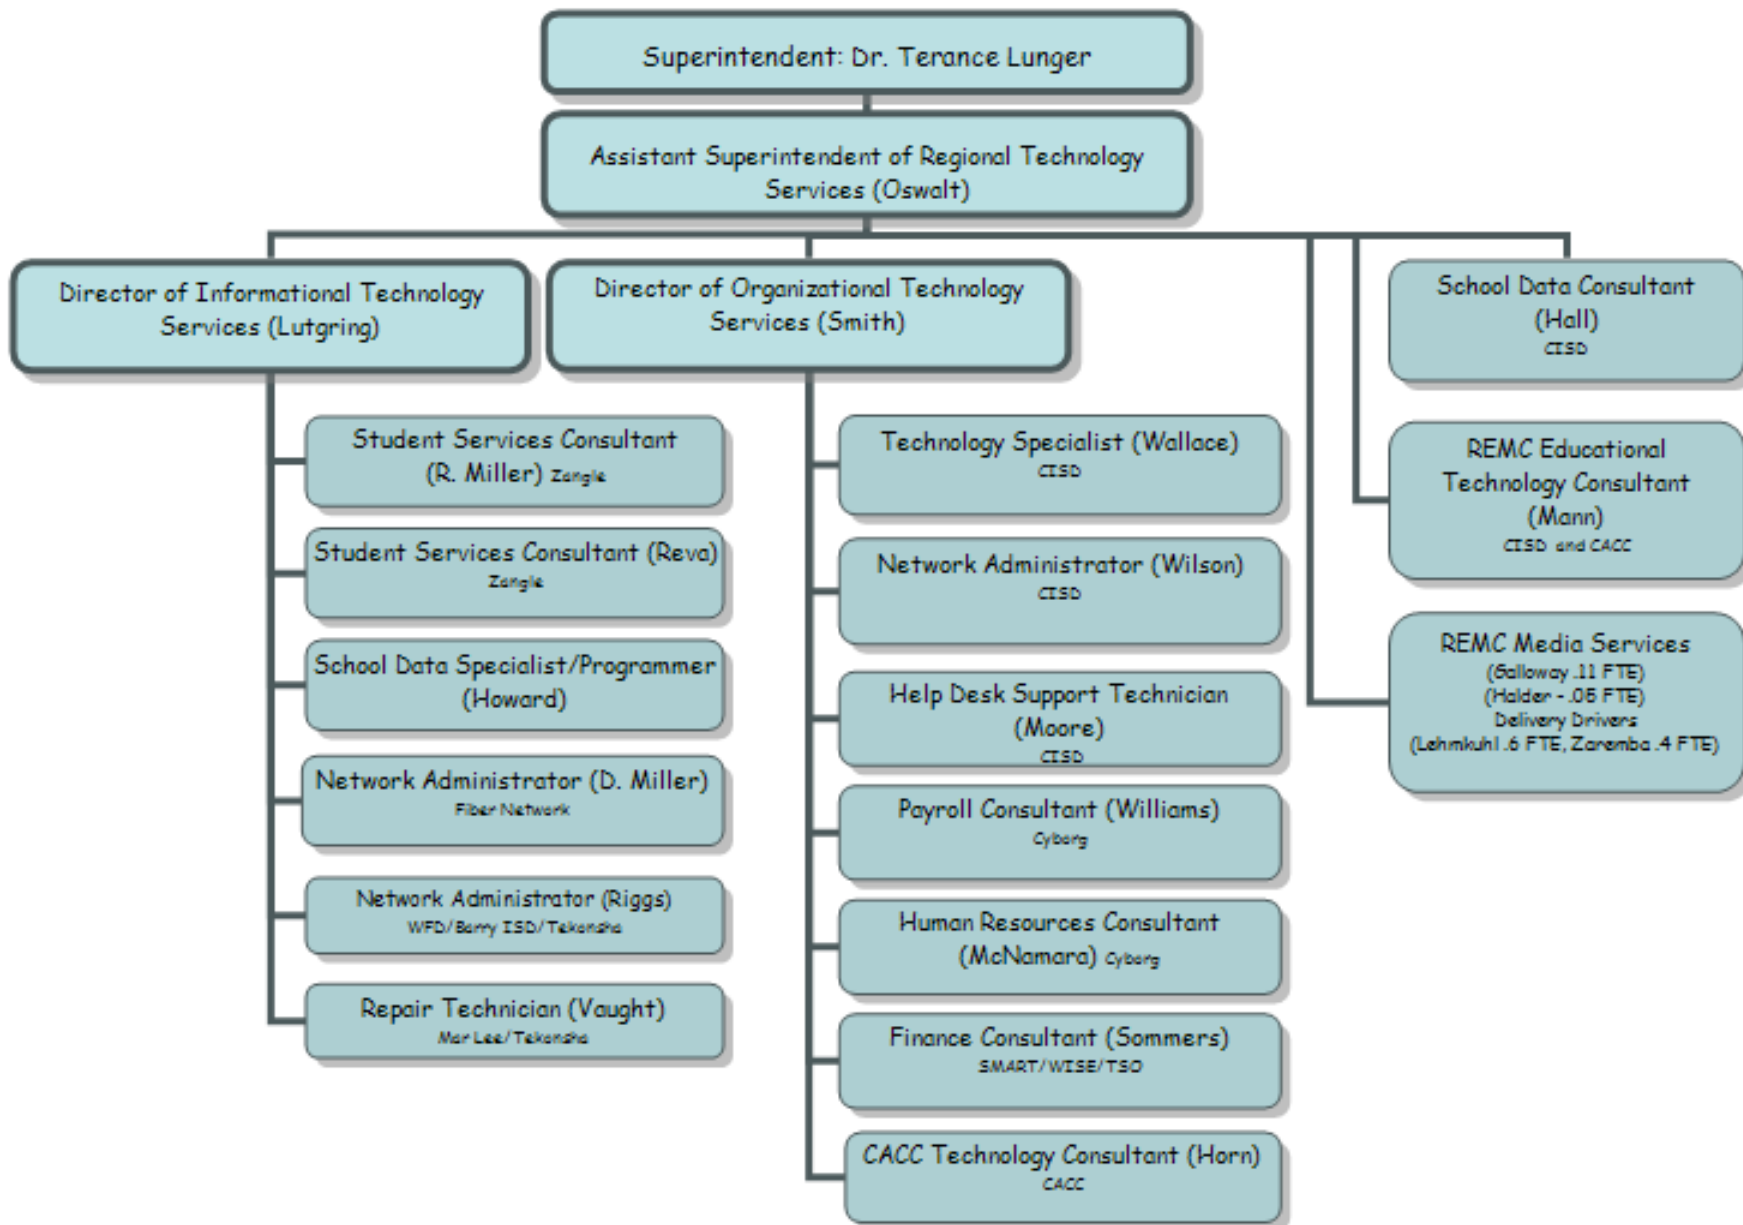 Superintendent: Dr. Terance Lunger
Assistant Superintendent of Regional Technology
Services (Oswalt)
Director of Informational Technology
Services (Lutgring)
Student Services Consultant
(R. Miller) Zangle
Student Services Consultant (Reva)
Zangle
School Data Specialist/Programmer
(Howard)
Network Administrator (D. Miller)
Fiber Network
Network Administrator (Riggs)
WFD/Barry ISD/Tekonsha
Repair Technician (Vaught)
Mar Lee/Tekonsha
Director of Organizational Technology
Services (Smith)
Technology Specialist (Wallace)
CISD
Network Administrator (Wilson)
CISD
Help Desk Support Technician
(Moore)
CISD
Payroll Consultant (Williams)
Cyborg
Human Resources Consultant
(McNamara) Cyborg
Finance Consultant (Sommers)
SMART/WISE/TSO
CACC Technology Consultant (Horn)
CACC
School Data Consultant
(Hall)
CISD
REMC Educational
Technology Consultant
(Mann)
CISD and CACC
REMC Media Services
(Galloway .11 FTE)
(Halder - FTE)
Delivery Drivers
(Lehmkuhl .6 FTE, Zaremba .4 FTE)